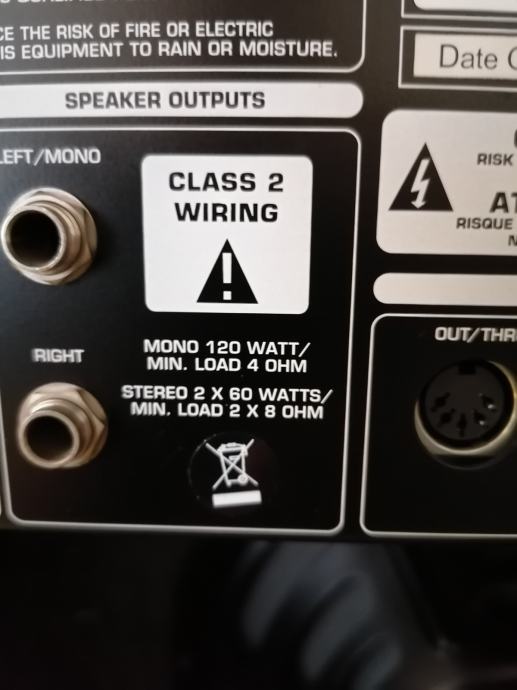 CE THE RISK OF FIRE OR ELECTRIC
IS EQUIPMENT TO RAIN OR MOISTURE.
SPEAKER OUTPUTS
LEFT/MONO
CLASS 2
WIRING
RIGHT
MONO 120 WATT/
MIN. LOAD 4 OHM
STEREO 2 X 60 WATTS/
MIN. LOAD 2 X 8 OHM
Date
RISK
AT
RISQUE
OUT/THR